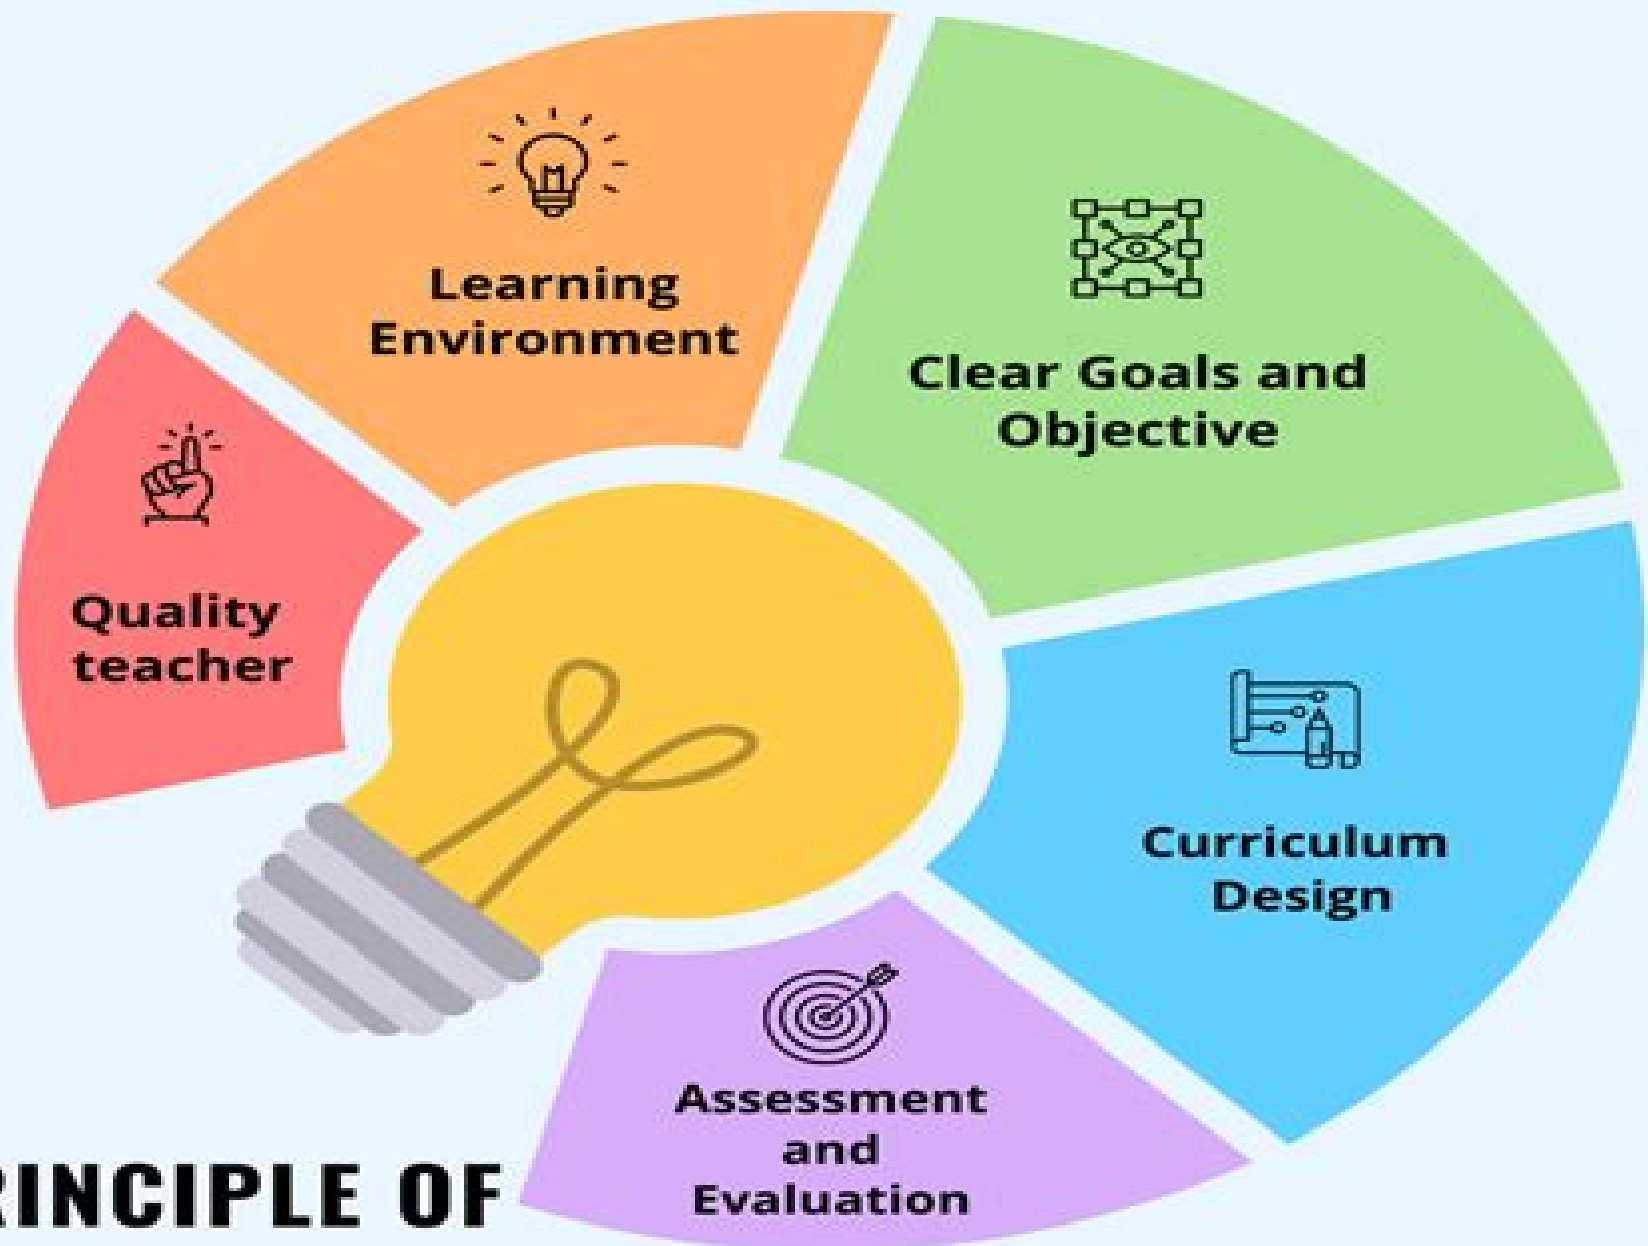 Learning
Environment
Clear Goals and
Objective
Quality
teacher
Curriculum
Design
Assessment
and
Evaluation
RINCIPLE OF